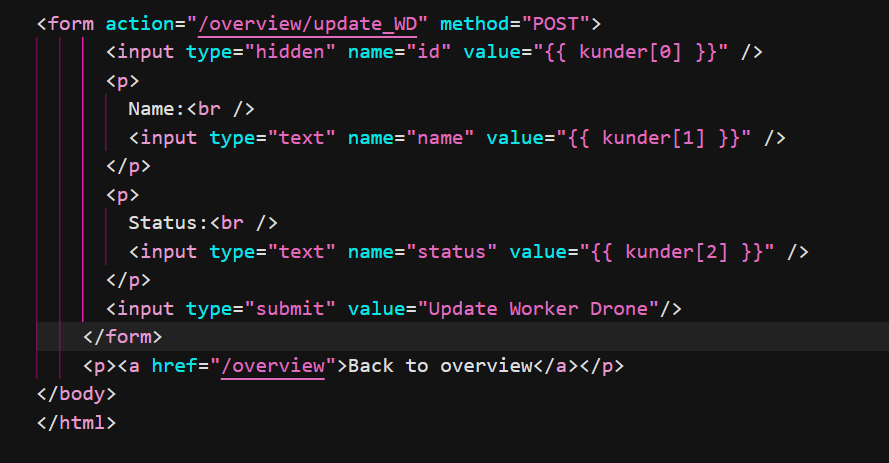 <form action="/overview/update_WD" method="POST">
<input type="hidden" name="id" value="{{ kunder[0] }}" />
<p>
Name:<br />
<input type="text" name="name" value="{{ kunder[1] }}" />
</p>
<p>
Status:<br />
<input type="text" name="status" value="{{ kunder[2] }}" />
</p>
<input type="submit" value="Update Worker Drone"/>
</form>
<p><a href="/overview">Back to overview</a></p>
</body>
</html>